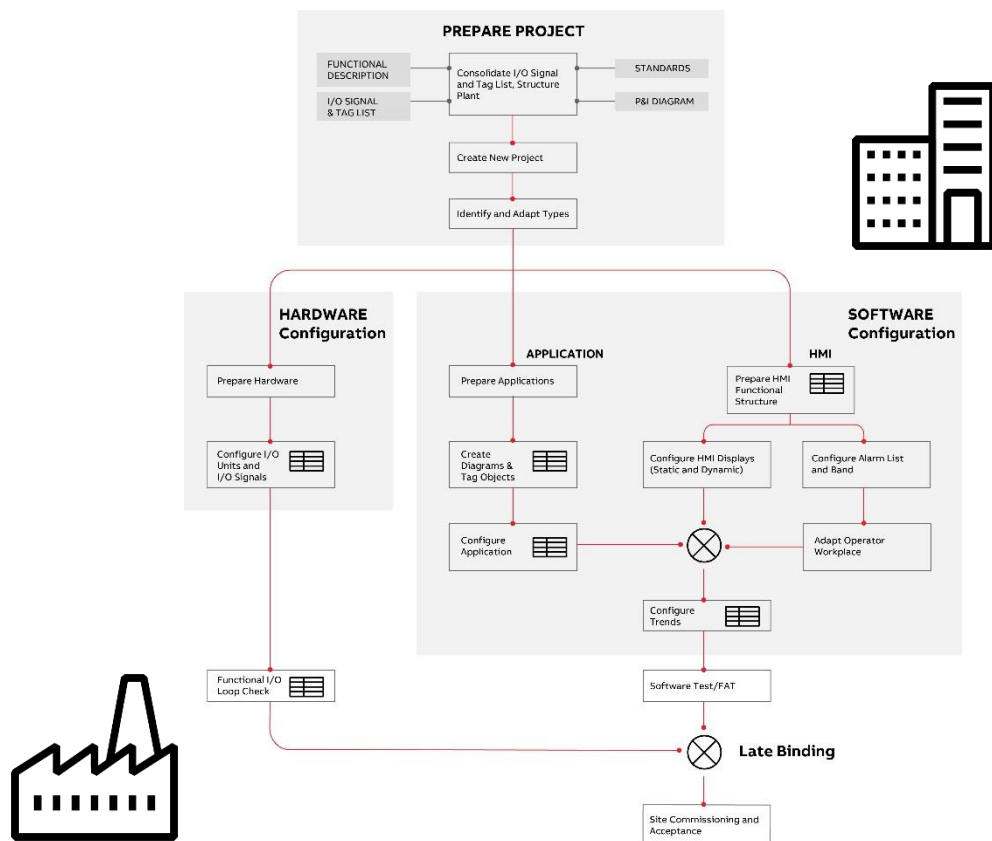 PREPARE PROJECT
FUNCTIONAL
DESCRIPTION
I/O SIGNAL
& TAG LIST
Consolidate I/O Signal
and Tag List, Structure
Plant
STANDARDS
P&I DIAGRAM
Create New Project
Identify and Adapt Types
HARDWARE
Configuration
SOFTWARE
Configuration
APPLICATION
HMI
Prepare Hardware
Prepare Applications
Prepare HMI
Functional
Structure
Configure I/O
Units and
I/O Signals
Create
Diagrams &
Tag Objects
Configure HMI Displays
(Static and Dynamic)
Configure Alarm List
and Band
Configure
Application
Adapt Operator
Workplace
Configure
Trends
Functional I/O
Loop Check
Software Test/FAT
Late Binding
Site Commissioning and
Acceptance